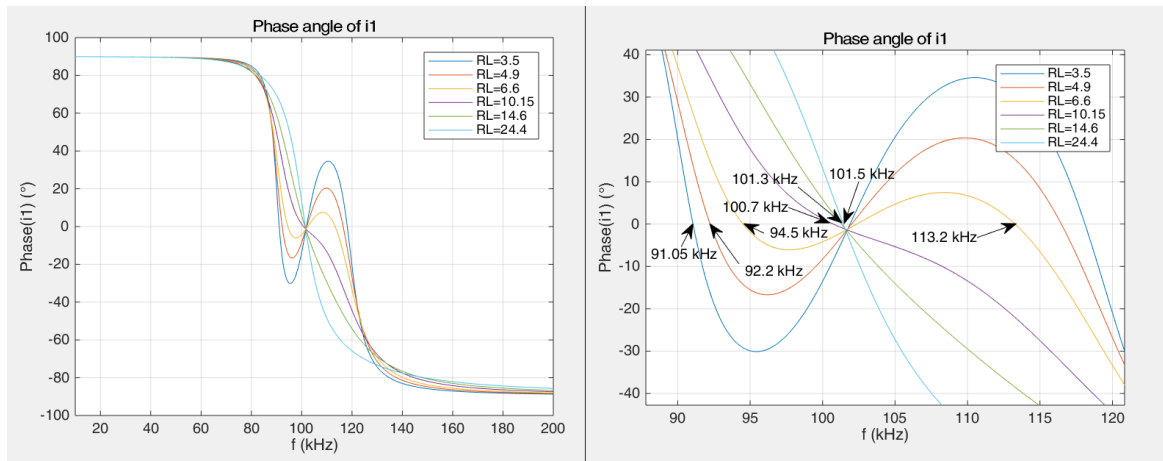 Phase angle of i1
100
80
60
40
20
0
-20
-40
-60
-80
-100
Phase(i1) (°)
20 40 60 80 100 120 140 160 180 200
f (kHz)
RL=3.5
RL=4.9
RL=6.6
RL=10.15
RL=14.6
RL=24.4
Phase angle of i1
40
30
20
10
0
-10
-20
-30
-40
Phase(i1) (°)
90 95 100 105 110 115 120
f (kHz)
RL=3.5
RL=4.9
RL=6.6
RL=10.15
RL=14.6
RL=24.4
101.3 kHz
101.5 kHz
100.7 kHz
94.5 kHz
113.2 kHz
91.05 kHz
92.2 kHz